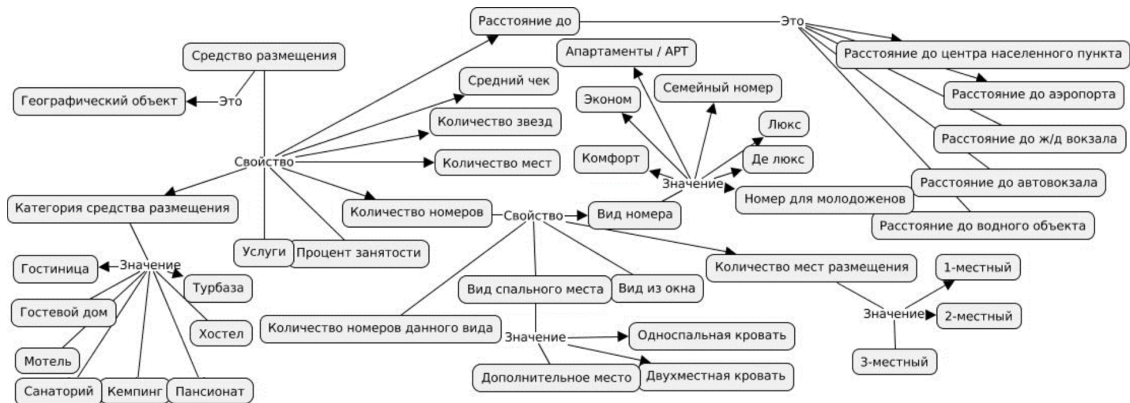 Расстояние до
Это
Средство размещения
Апартаменты / АРТ
Расстояние до центра населенного пункта
Географический объект
Это
Средний чек
Эконом
Семейный номер
Расстояние до аэропорта
Количество звезд
Люкс
Расстояние до ж/д вокзала
Свойство
Количество мест
Комфорт
Де люкс
Значение
Расстояние до автовокзала
Категория средства размещения
Количество номеров
Свойство
Вид номера
Номер для молодоженов
Расстояние до водного объекта
Услуги
Процент занятости
Гостиница
Значение
Турбаза
Вид спального места
Вид из окна
Количество мест размещения
1-местный
Гостевой дом
Хостел
Количество номеров данного вида
Значение
Односпальная кровать
Значение
2-местный
Мотель
3-местный
Санаторий
Кемпинг
Пансионат
Дополнительное место
Двухместная кровать